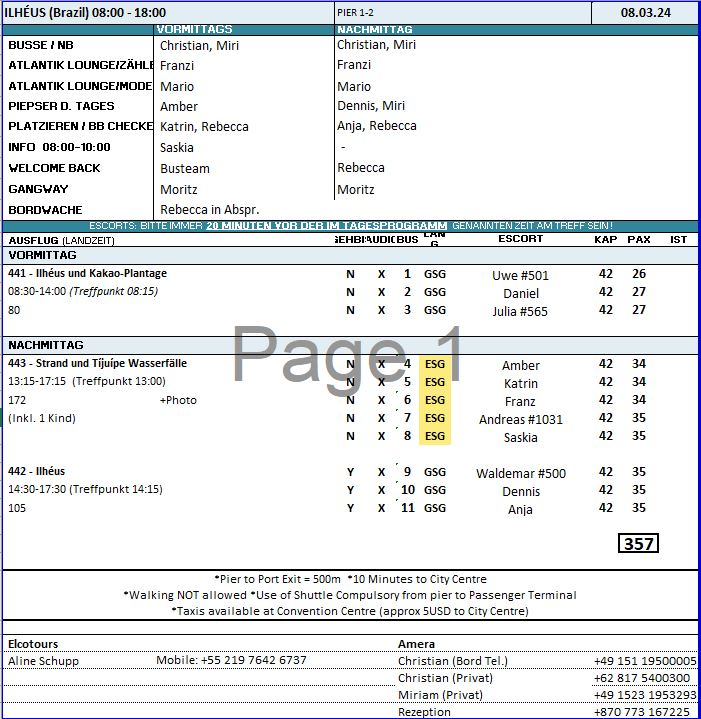 ILHÉUS (Brazil) 08:00 - 18:00 PIER 1-2 08.03.24
VORMITTAGS NACHMITTAG
BUSSE / NB Christian, Miri Christian, Miri
ATLANTIK LOUNGE/ZÄHLE Franzi Franzi
ATLANTIK LOUNGE/MODE Mario Mario
PIEPSER D. TAGES Amber Dennis, Miri
PLATZIEREN / BB CHECKE Katrin, Rebecca Anja, Rebecca
INFO 08:00-10:00 Saskia -
WELCOME BACK Busteam Rebecca
GANGWAY Moritz Moritz
BORDWACHE Rebecca in Abspr.
ESCORTS: BITTE IMMER 20 MINUTEN VOR DER IM TAGESPROGRAMM GENANNTEN ZEIT AM TREFF SEIN!
AUSFLUG (LANDZEIT) BUS LAN G ESCORT KAP PAX IST
VORMITTAG
441 - Ilhéus und Kakao-Plantage N X 1 GSG Uwe #501 42 26
08:30-14:00 (Treffpunkt 08:15) N X 2 GSG Daniel 42 27
80 N X 3 GSG Julia #565 42 27
NACHMITTAG
443 - Strand und Tijuípe Wasserfälle N X 4 ESG Amber 42 34
13:15-17:15 (Treffpunkt 13:00) N X 5 ESG Katrin 42 34
172 +Photo N X 6 ESG Franz 42 34
(Inkl. 1 Kind) N X 7 ESG Andreas #1031 42 35
N X 8 ESG Saskia 42 35
Page 1
442 - Ilhéus Y X 9 GSG Waldemar #500 42 35
14:30-17:30 (Treffpunkt 14:15) Y X 10 GSG Dennis 42 35
105 Y X 11 GSG Anja 42 35
357
*Pier to Port Exit = 500m *10 Minutes to City Centre
*Walking NOT allowed *Use of Shuttle Compulsory from pier to Passenger Terminal
*Taxis available at Convention Centre (approx 5USD to City Centre)
Elcotours Amera
Aline Schupp Mobile: +55 219 7642 6737 Christian (Bord Tel.) +49 151 19500005
Christian (Privat) +62 817 5400300
Miriam (Privat) +49 1523 1953293
Rezeption +870 773 167225